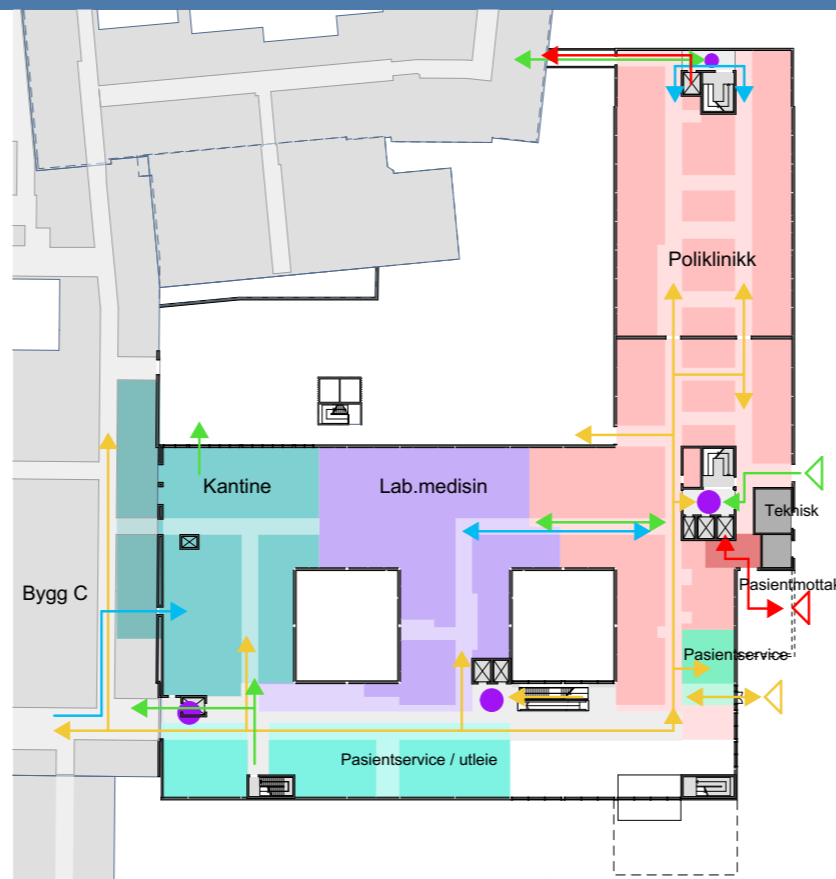 Poliklinikk
Kantine
Lab.medisin
Teknisk
Bygg C
Pasientmottak
Pasientservice
Pasientservice / utleie